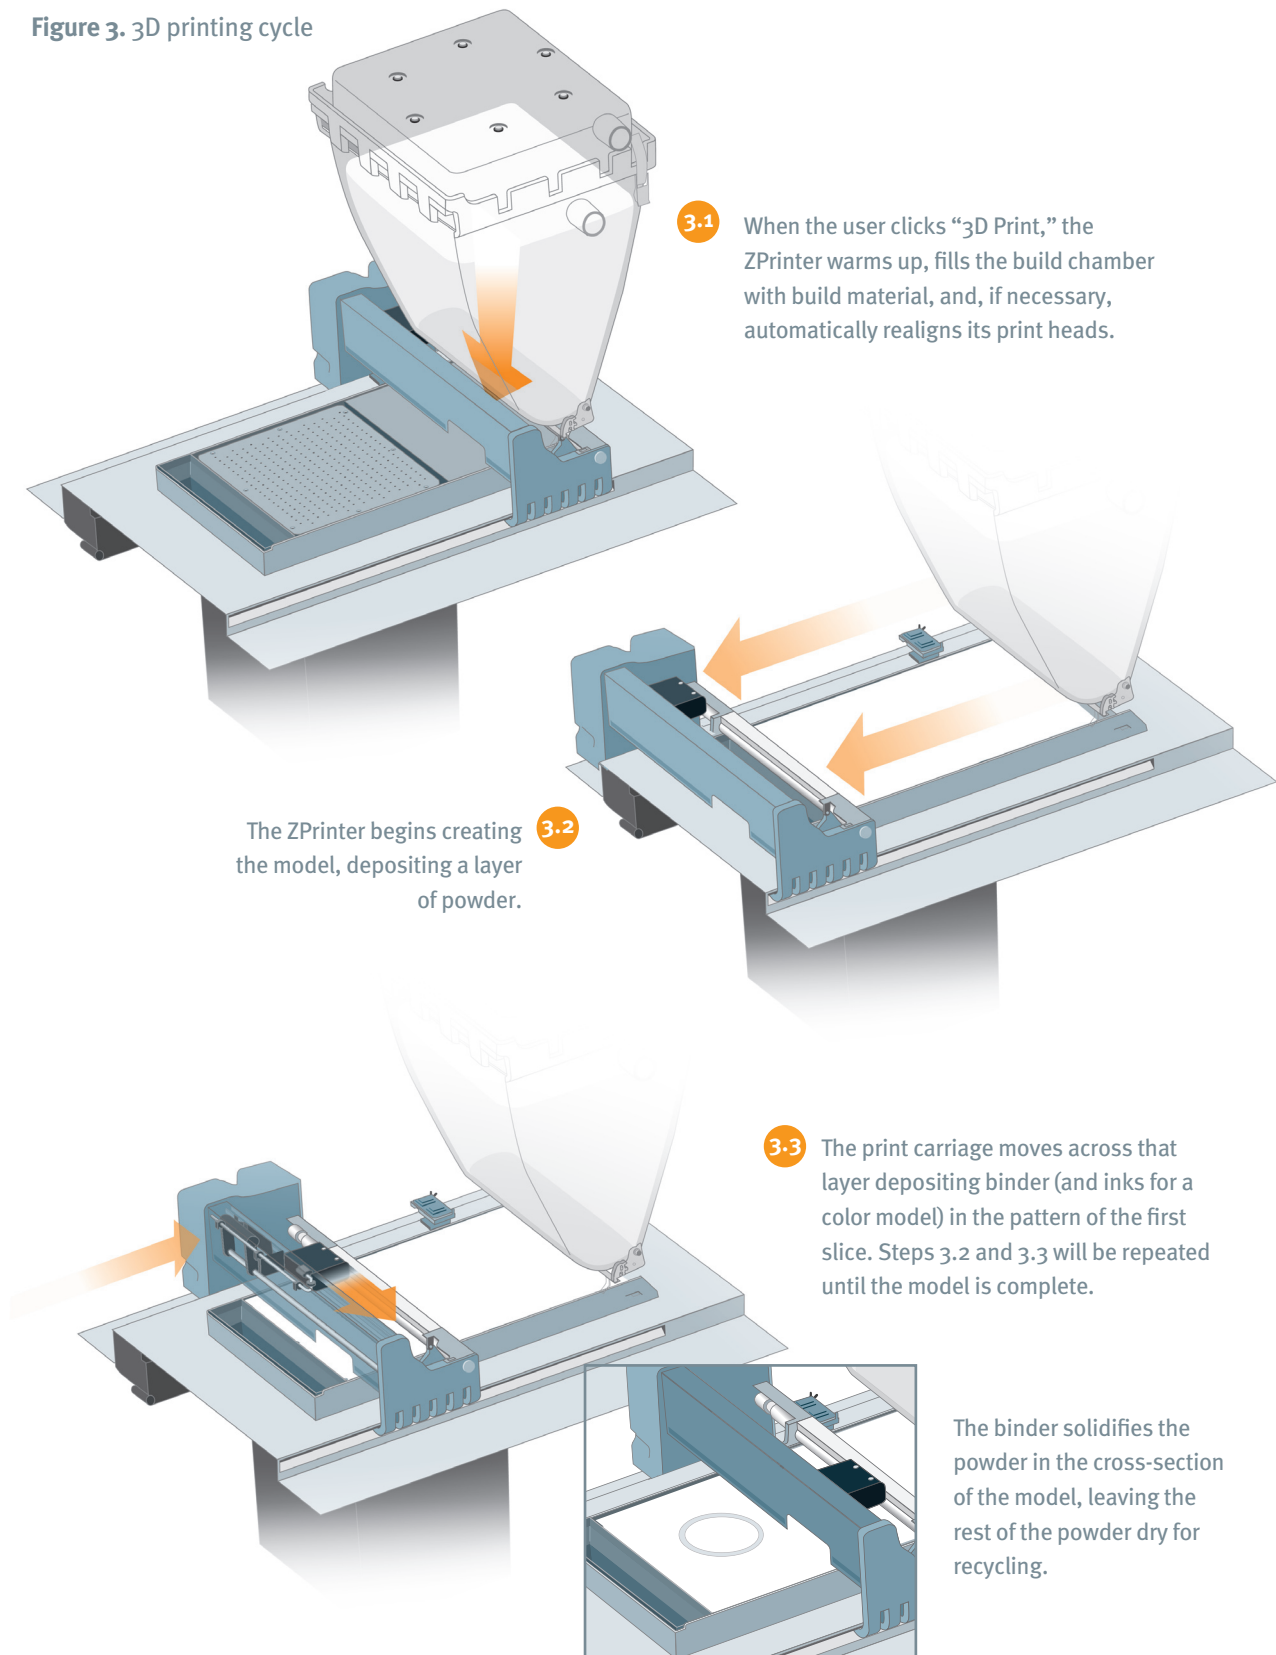 Figure 3. 3D printing cycle
3.1
When the user clicks “3D Print,” the
ZPrinter warms up, fills the build chamber
with build material, and, if necessary,
automatically realigns its print heads.
3.2
The ZPrinter begins creating
the model, depositing a layer
of powder.
3.3
The print carriage moves across that
layer depositing binder (and inks for a
color model) in the pattern of the first
slice. Steps 3.2 and 3.3 will be repeated
until the model is complete.
The binder solidifies the
powder in the cross-section
of the model, leaving the
rest of the powder dry for
recycling.